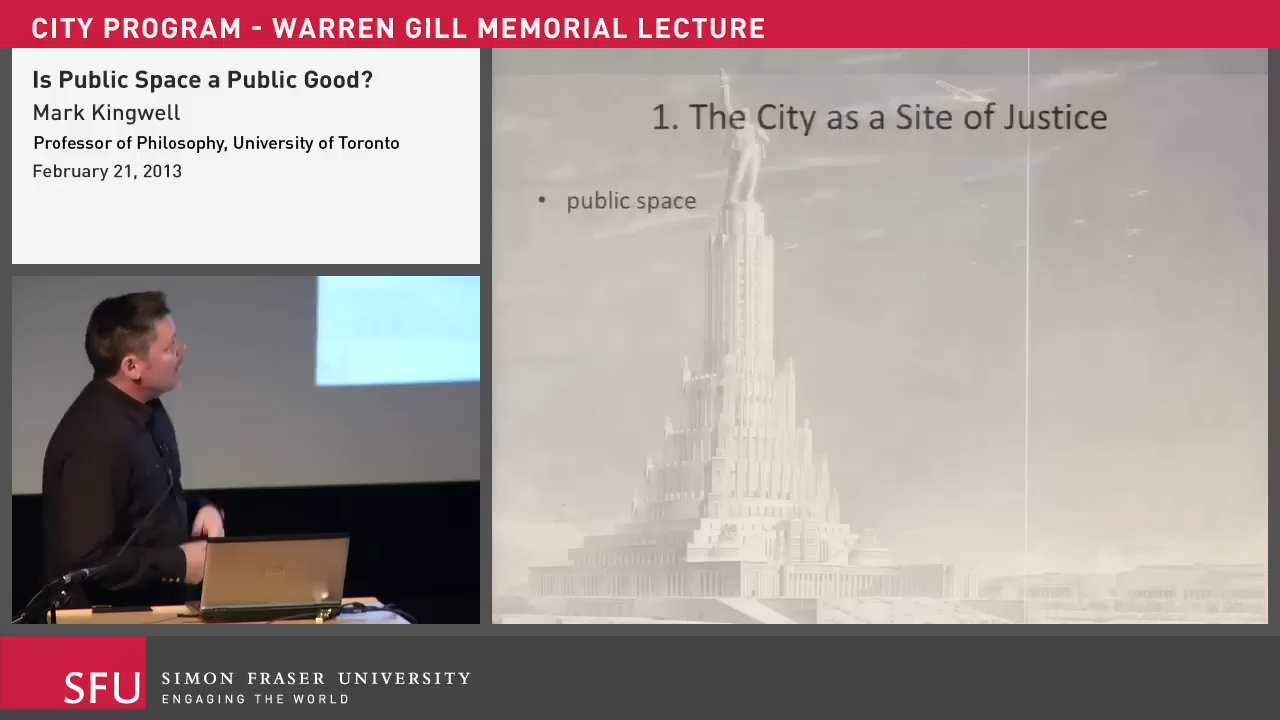 CITY PROGRAM - WARREN GILL MEMORIAL LECTURE
Is Public Space a Public Good?
Mark Kingwell
Professor of Philosophy, University of Toronto
February 21, 2013
1. The City as a Site of Justice
• public space
SFU SIMON FRASER UNIVERSITY
ENGAGING THE WORLD